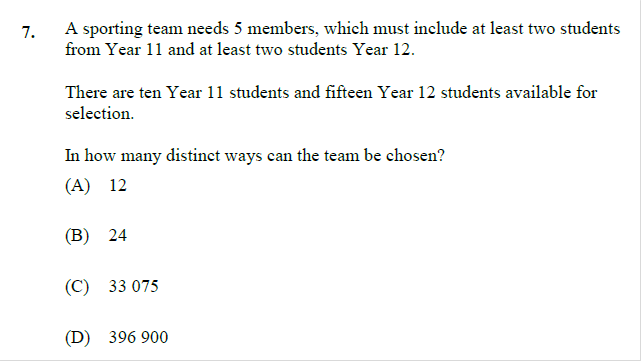 7. A sporting team needs 5 members, which must include at least two students
from Year 11 and at least two students Year 12.
There are ten Year 11 students and fifteen Year 12 students available for
selection.
In how many distinct ways can the team be chosen?
(A) 12
(B) 24
(C) 33 075
(D) 396 900